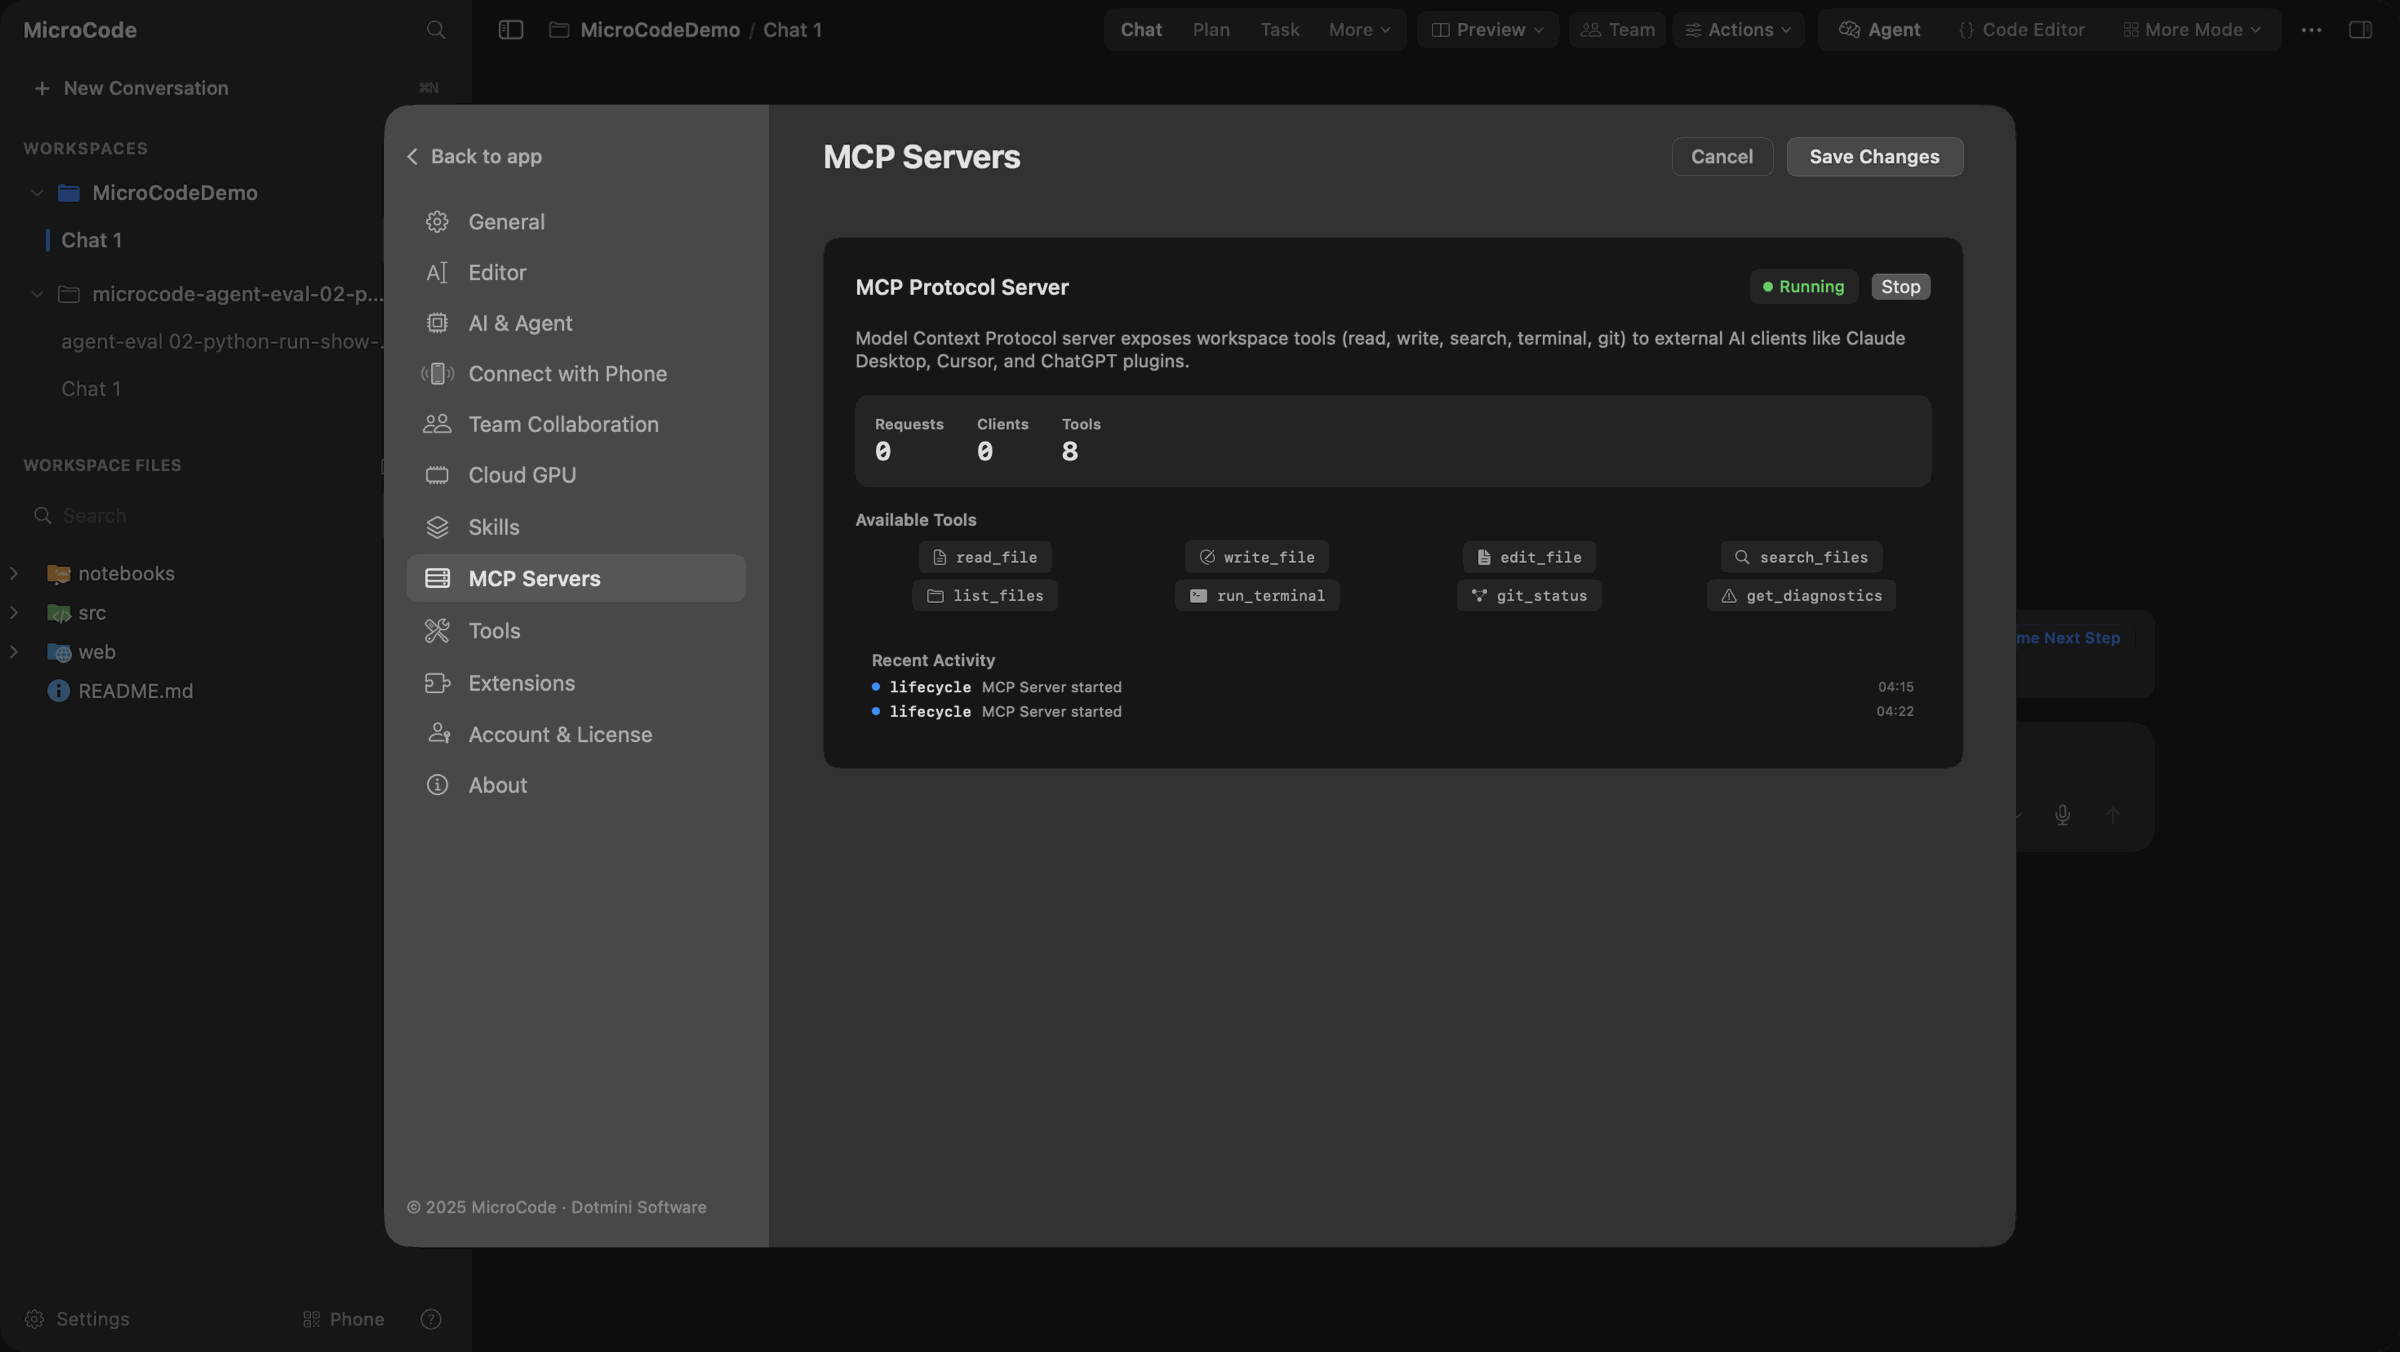 MicroCode
New Conversation ⌘N
WORKSPACES
MicroCodeDemo
Chat 1
microcode-agent-eval-02-p...
agent-eval 02-python-run-show-..
Chat 1
WORKSPACE FILES
Search
notebooks
src
web
README.md
Settings
Phone
MicroCodeDemo / Chat 1
Chat Plan Task More
Preview
Team
Actions
Agent
Code Editor
More Mode
Back to app
General
Editor
AI & Agent
Connect with Phone
Team Collaboration
Cloud GPU
Skills
MCP Servers
Tools
Extensions
Account & License
About
© 2025 MicroCode · Dotmini Software
MCP Servers
Cancel
Save Changes
MCP Protocol Server
Running
Stop
Model Context Protocol server exposes workspace tools (read, write, search, terminal, git) to external AI clients like Claude
Desktop, Cursor, and ChatGPT plugins.
Requests Clients Tools
0 0 8
Available Tools
read_file write_file edit_file search_files
list_files run_terminal git_status get_diagnostics
Recent Activity
lifecycle MCP Server started 04:15
lifecycle MCP Server started 04:22
me Next Step